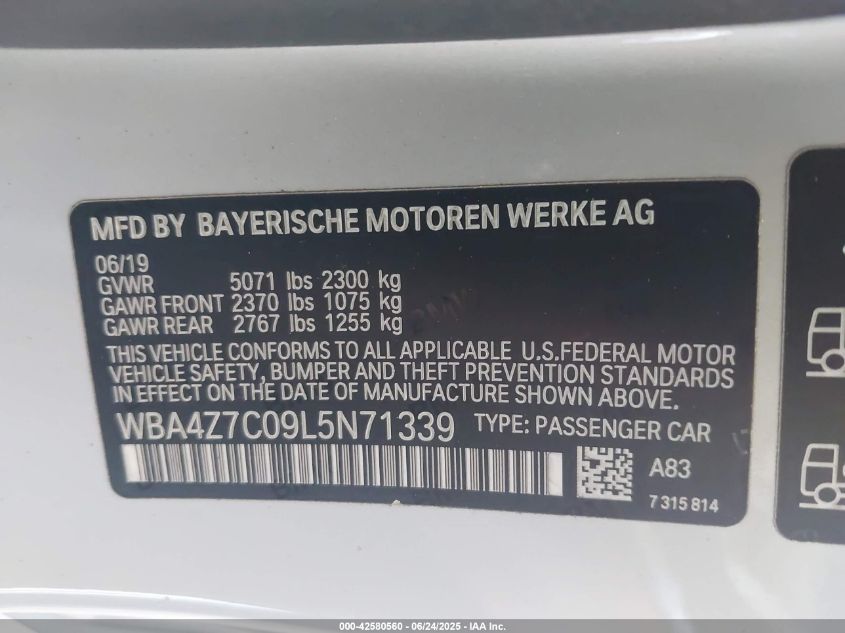 MFD BY BAYERISCHE MOTOREN WERKE AG
06/19
GVWR 5071 lbs 2300 kg
GAWR FRONT 2370 lbs 1075 kg
GAWR REAR 2767 lbs 1255 kg
THIS VEHICLE CONFORMS TO ALL APPLICABLE U.S.FEDERAL MOTOR
VEHICLE SAFETY, BUMPER AND THEFT PREVENTION STANDARDS
IN EFFECT ON THE DATE OF MANUFACTURE SHOWN ABOVE.
WBA4Z7C09L5N71339 TYPE: PASSENGER CAR
A83
7 315 814
000-42580560 - 06/24/2025 - IAA Inc.